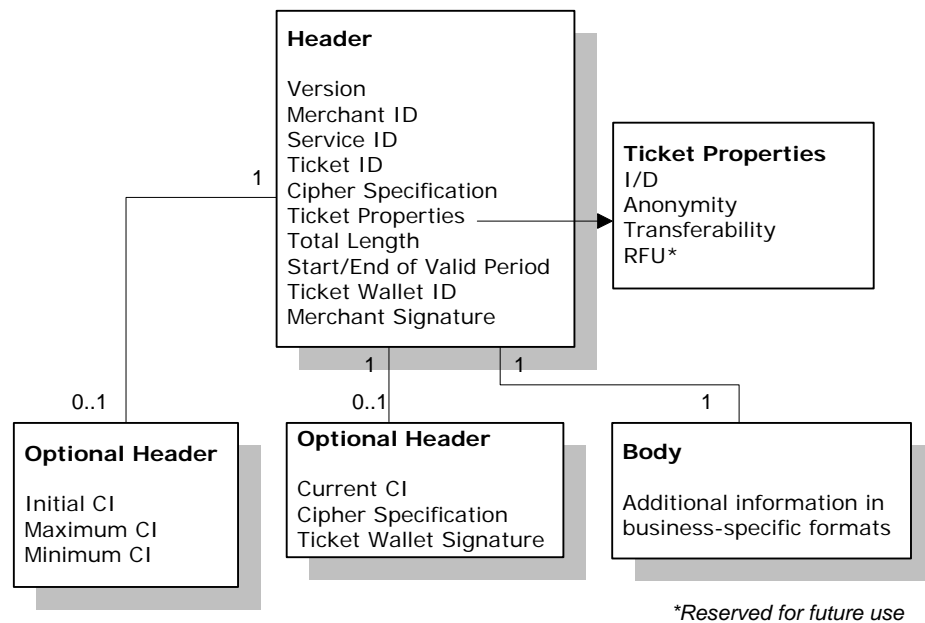 Header
Version
Merchant ID
Service ID
Ticket ID
Cipher Specification
Ticket Properties
Total Length
Start/End of Valid Period
Ticket Wallet ID
Merchant Signature
Ticket Properties
I/D
Anonymity
Transferability
RFU*
1
1
1
0..1
0..1
1
Optional Header
Initial CI
Maximum CI
Minimum CI
Optional Header
Current CI
Cipher Specification
Ticket Wallet Signature
Body
Additional information in
business-specific formats
*Reserved for future use